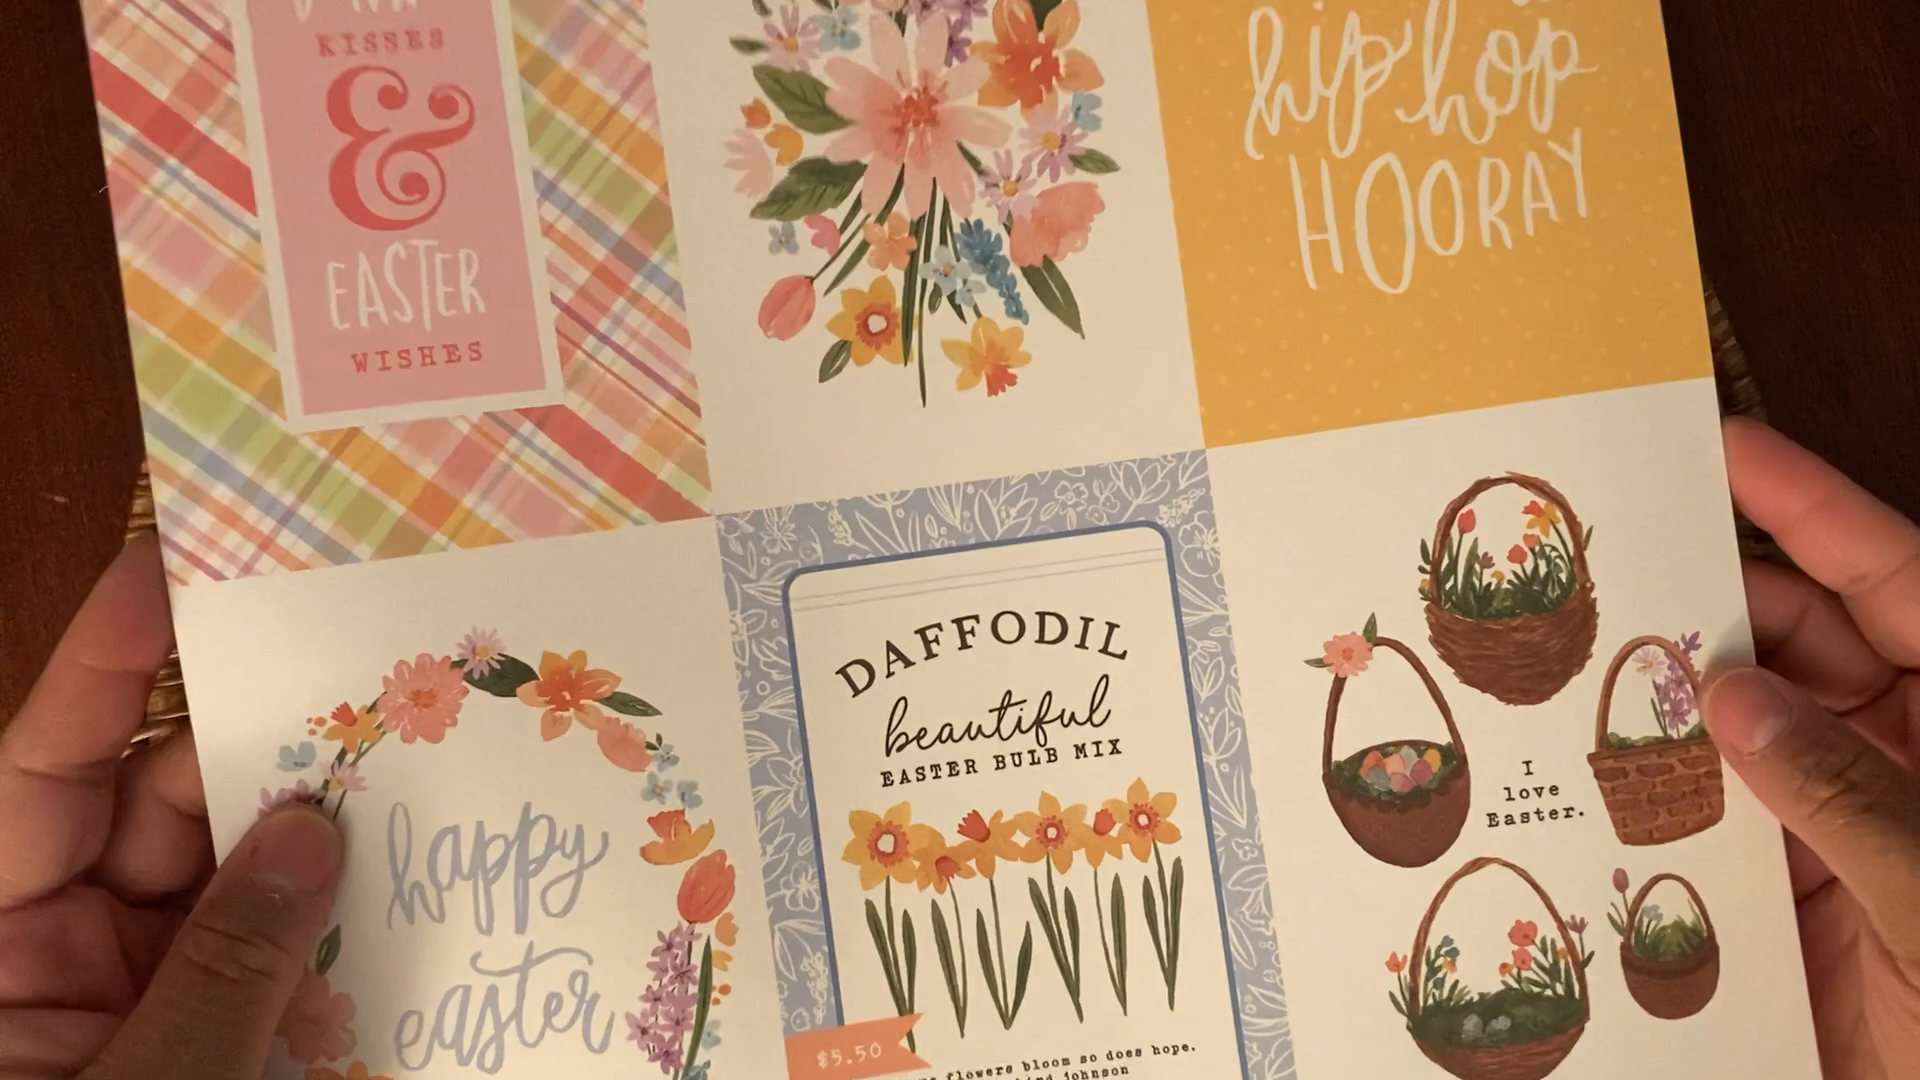 KISSES
&
EASTER
WISHES
hip hop
HOORAY
happy
easter
DAFFODIL
beautiful
EASTER BULB MIX
$5.50
flowers bloom so does hope.
johnson
I
love
Easter.